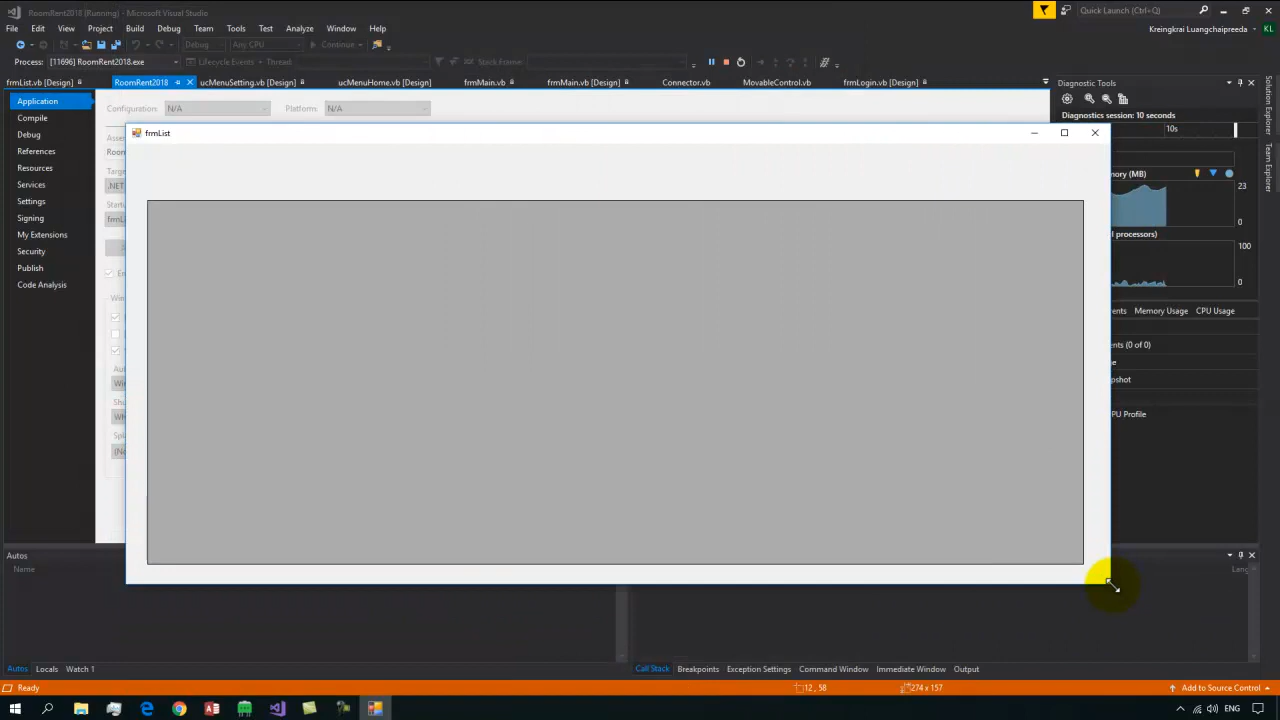 RoomRent2018 (Running) - Microsoft Visual Studio
Quick Launch (Ctrl+Q)
File Edit View Project Build Debug Team Tools Test Analyze Window Help
Kreingkrai Luangchaipreeda KL
Debug Any CPU Continue
Process: [11696] RoomRent2018.exe Lifecycle Events Thread: Stack Frame:
frmList.vb [Design] RoomRent2018 ucMenuSetting.vb [Design] ucMenuHome.vb [Design] frmMain.vb frmMain.vb [Design] Connector.vb MovableControl.vb frmLogin.vb [Design]
Diagnostic Tools
Solution Explorer
Team Explorer
Application
Compile
Debug
References
Resources
Services
Settings
Signing
My Extensions
Security
Publish
Code Analysis
Configuration: N/A Platform: N/A
frmList
Diagnostics session: 10 seconds
10s
(MB)
23
0
processors)
100
0
Memory Usage CPU Usage
(0 of 0)
Profile
Autos
Name
Lang
Autos Locals Watch 1
Call Stack Breakpoints Exception Settings Command Window Immediate Window Output
Ready
12 , 58
274 x 157
Add to Source Control
ENG